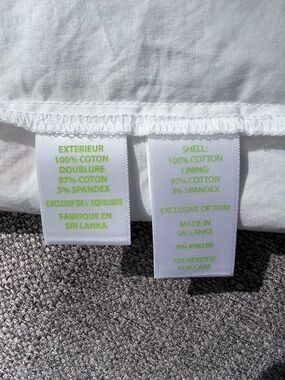 EXTERIEUR
100% COTON
DOUBLURE
97% COTON
3% SPANDEX
EXCLUSIF DE L'EQUILIBRE
FABRIQUE EN
SRI LANKA
SHELL:
100% COTTON
LINING:
97% COTTON
3% SPANDEX
EXCLUSIVE OF TRIM
MADE IN
SRI LANKA
RN #88189
SEE REVERSE
FOR CARE